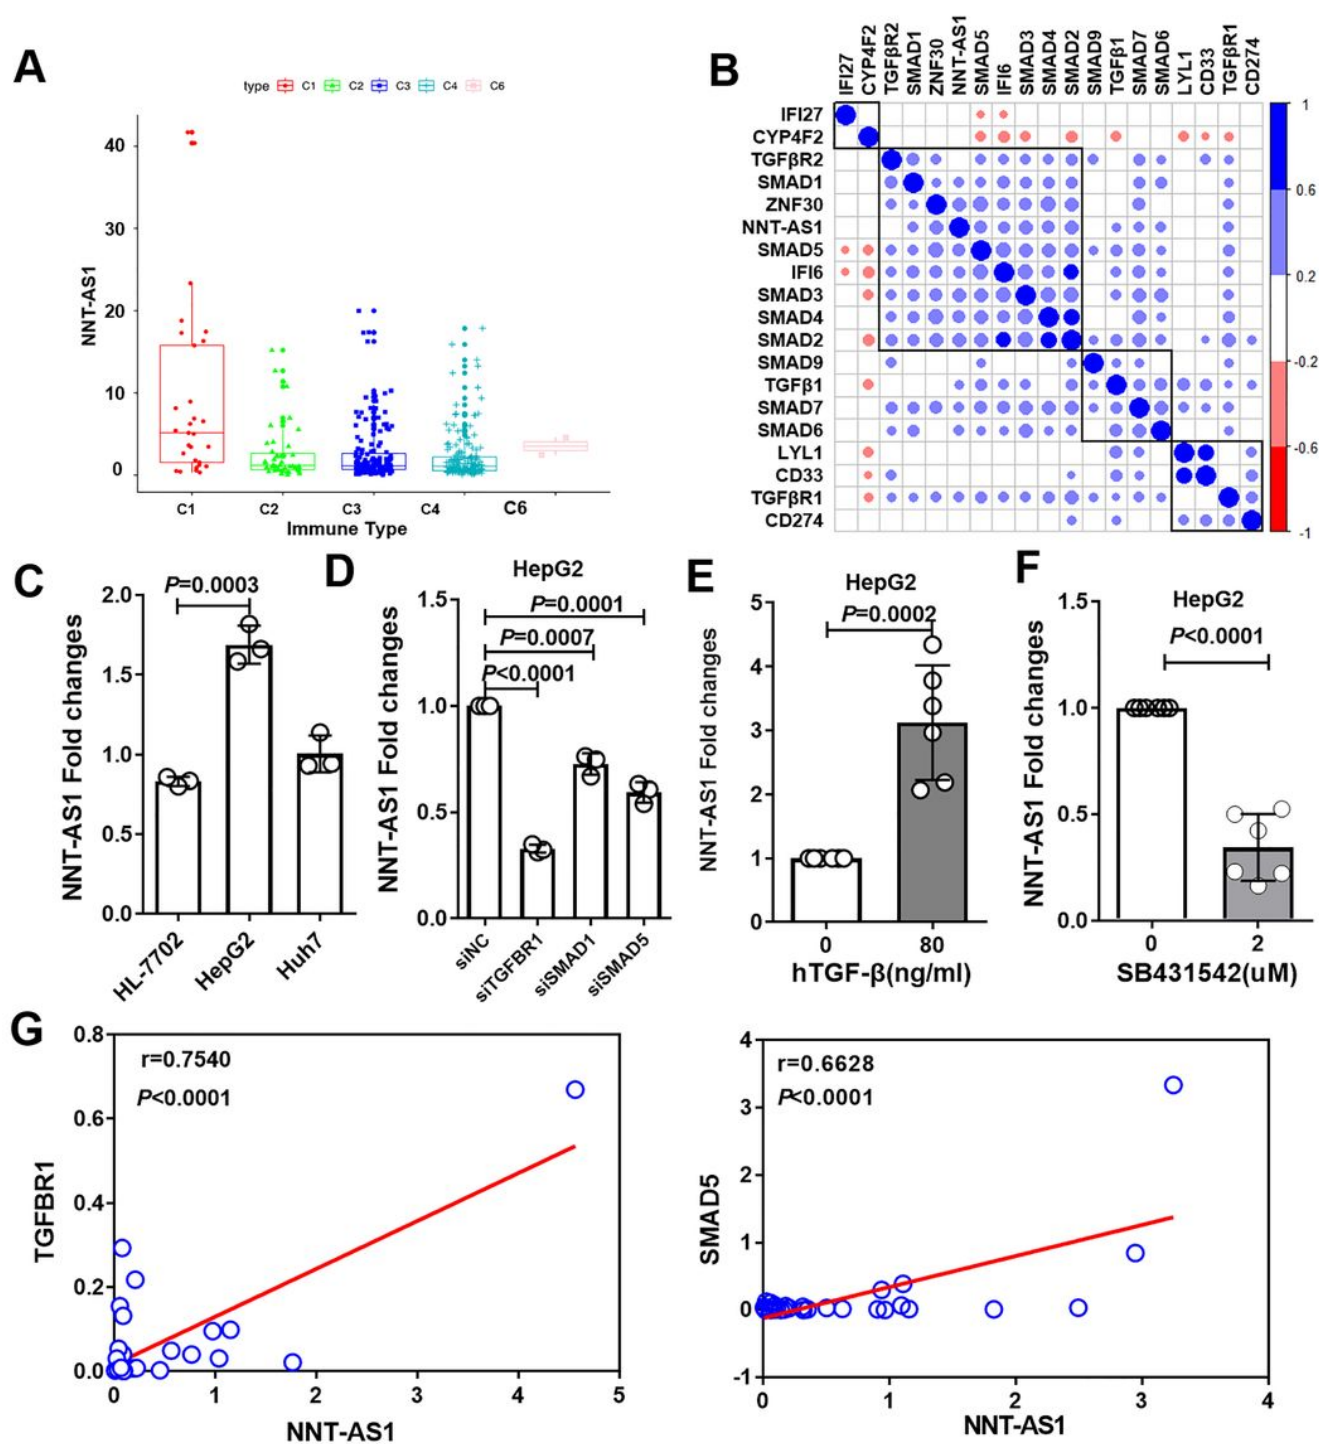 A
type C1 C2 C3 C4 C6
NNT-AS1
40
30
20
10
0
C1 C2 C3 C4 C6
Immune Type
B
IFI27 CYP4F2 TGFβR2 SMAD1 ZNF30 NNT-AS1 SMAD5 IFI6 SMAD3 SMAD4 SMAD2 SMAD9 TGFβ1 SMAD7 SMAD6 LYL1 CD33 TGFβR1 CD274
IFI27
CYP4F2
TGFβR2
SMAD1
ZNF30
NNT-AS1
SMAD5
IFI6
SMAD3
SMAD4
SMAD2
SMAD9
TGFβ1
SMAD7
SMAD6
LYL1
CD33
TGFβR1
CD274
1
0.6
0.2
-0.2
-0.6
-1
C
P=0.0003
NNT-AS1 Fold changes
2.0
1.5
1.0
0.5
0.0
HL-7702 HepG2 Huh7
D
HepG2
P=0.0001
P=0.0007
P<0.0001
NNT-AS1 Fold changes
1.5
1.0
0.5
0.0
siNC siTGFBR1 siSMAD1 siSMAD5
E
HepG2
P=0.0002
NNT-AS1 Fold changes
5
4
3
2
1
0
0 80
hTGF-β(ng/ml)
F
HepG2
P<0.0001
NNT-AS1 Fold changes
1.5
1.0
0.5
0.0
0 2
SB431542(uM)
G
r=0.7540
P<0.0001
TGFBR1
0.8
0.6
0.4
0.2
0.0
0 1 2 3 4 5
NNT-AS1
r=0.6628
P<0.0001
SMAD5
4
3
2
1
0
-1
0 1 2 3 4
NNT-AS1